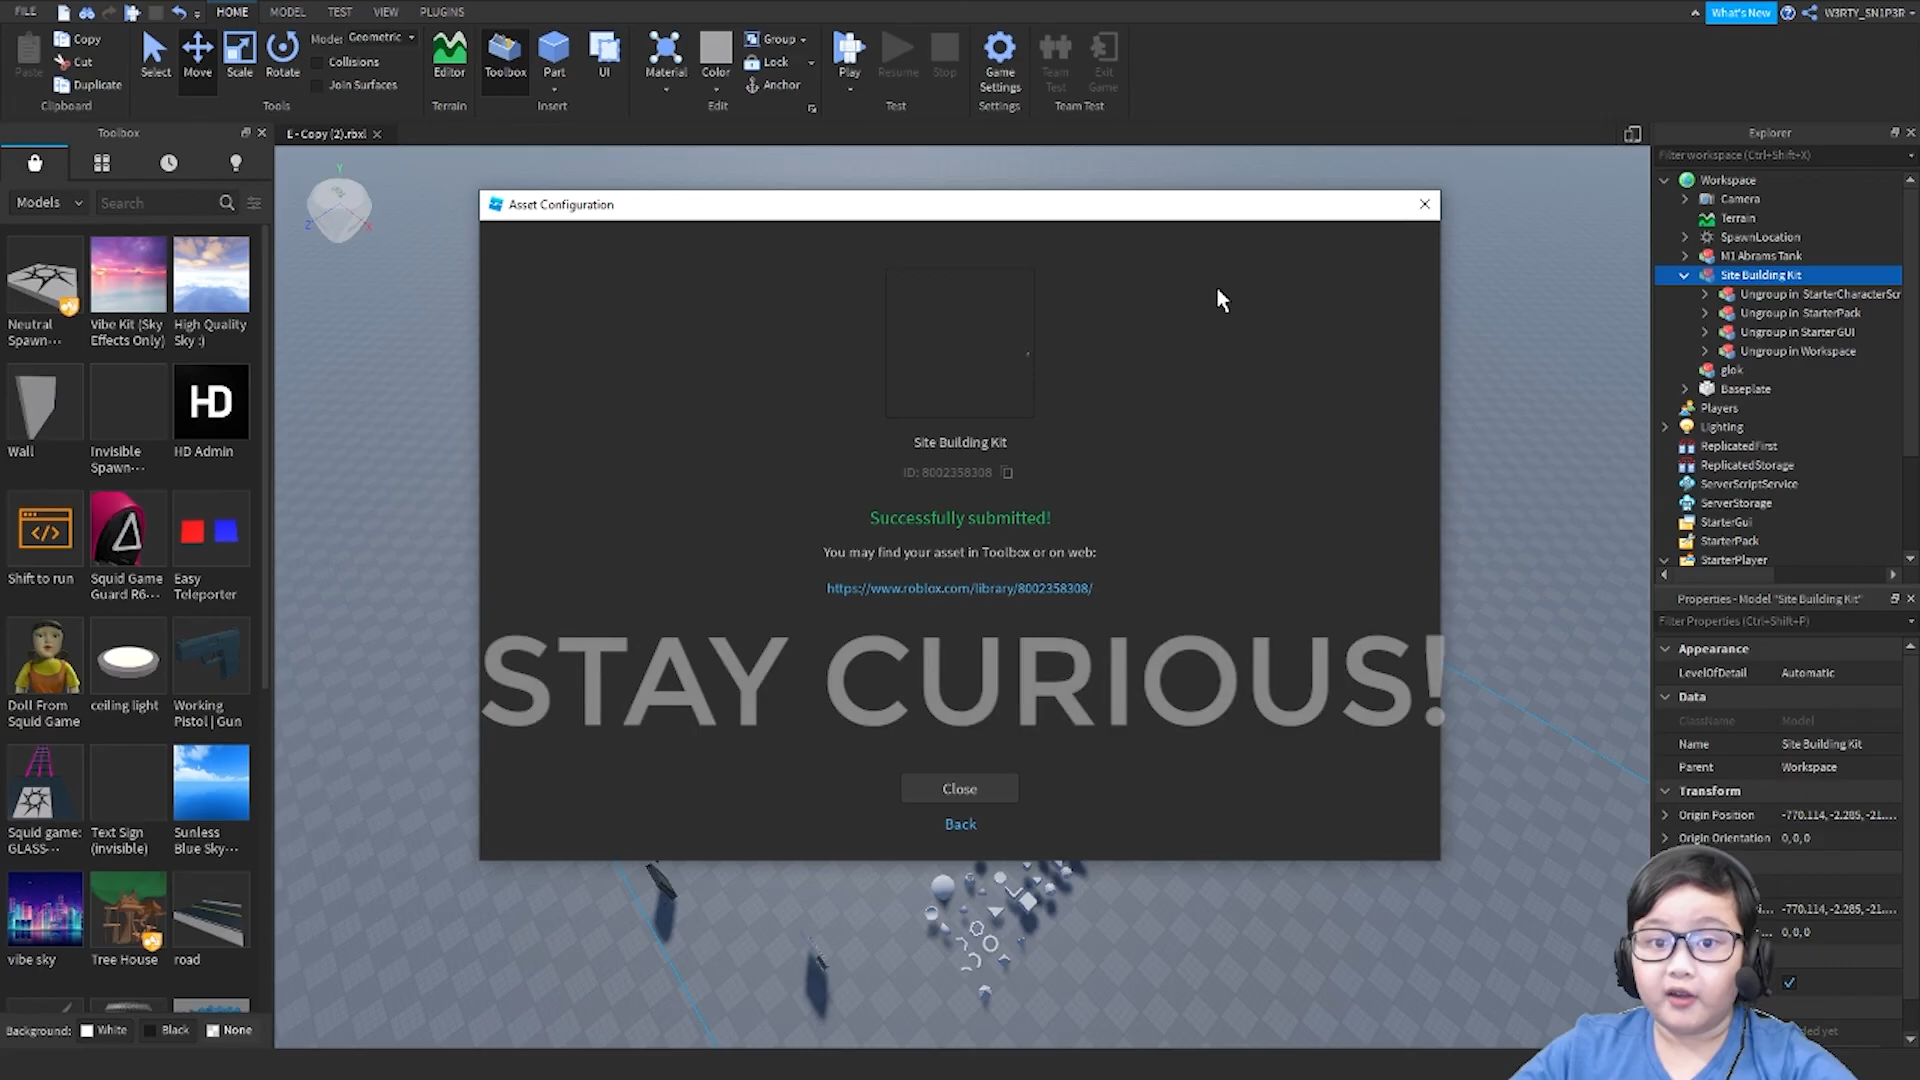 FILE HOME MODEL TEST VIEW PLUGINS What's New W3RTY_SN1P3R
Paste Copy Cut Duplicate Clipboard
Select Move Scale Rotate Mode: Geometric Collisions Join Surfaces Tools
Editor Terrain
Toolbox Part UI Insert
Material Color Group Lock Anchor Edit
Play Resume Stop Test
Game Settings Settings
Team Test Exit Game Team Test
Toolbox
Models Search
Neutral Spawn···
Vibe Kit (Sky Effects Only)
High Quality Sky :)
Wall
Invisible Spawn···
HD
HD Admin
Shift to run
Squid Game Guard R6···
Easy Teleporter
Doll From Squid Game
ceiling light
Working Pistol | Gun
Squid game: GLASS···
Text Sign (invisible)
Sunless Blue Sky···
vibe sky
Tree House
road
Background: White Black None
E - Copy (2).rbxl
Y
Z X
Asset Configuration
Site Building Kit
ID: 8002358308
Successfully submitted!
You may find your asset in Toolbox or on web:
https://www.roblox.com/library/8002358308/
STAY CURIOUS!
Close
Back
Explorer
Filter workspace (Ctrl+Shift+X)
Workspace
Camera
Terrain
SpawnLocation
M1 Abrams Tank
Site Building Kit
Ungroup in StarterCharacterScr
Ungroup in StarterPack
Ungroup in Starter GUI
Ungroup in Workspace
glok
Baseplate
Players
Lighting
ReplicatedFirst
ReplicatedStorage
ServerScriptService
ServerStorage
StarterGui
StarterPack
StarterPlayer
Properties - Model "Site Building Kit"
Filter Properties (Ctrl+Shift+P)
Appearance
LevelOfDetail Automatic
Data
ClassName Model
Name Site Building Kit
Parent Workspace
Transform
Origin Position -770.114, -2.285, -21....
Origin Orientation 0, 0, 0
-770.114, -2.285, -21....
0, 0, 0